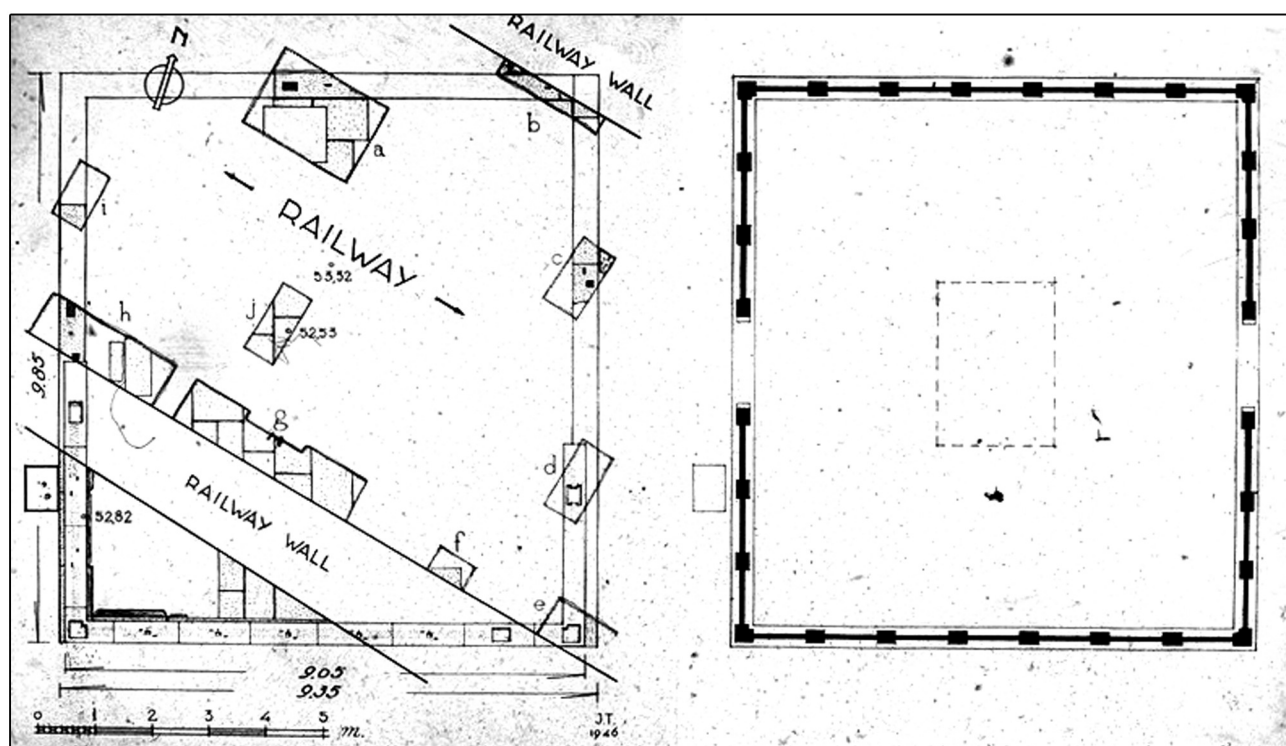 N
RAILWAY WALL
a
b
i
RAILWAY
c
53,52
j
52,53
h
9.85
g
d
RAILWAY WALL
52,82
f
e
9.05
9.35
0 1 2 3 4 5 m.
J.T.
1946